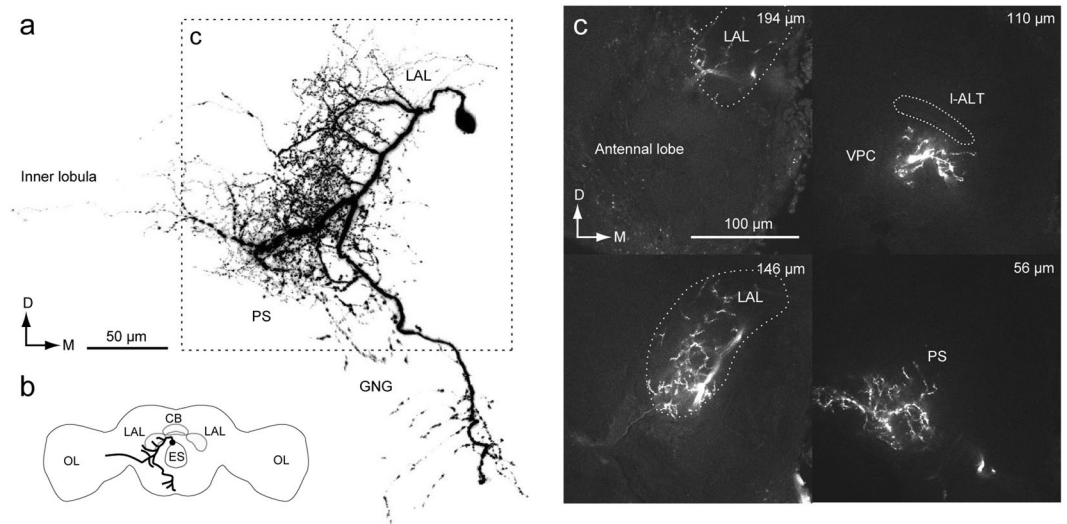 a
c
LAL
Inner lobula
D
M
50 µm
PS
GNG
b
CB
LAL
LAL
OL
ES
OL
c
194 µm
LAL
Antennal lobe
D
M
100 µm
110 µm
l-ALT
VPC
146 µm
LAL
56 µm
PS